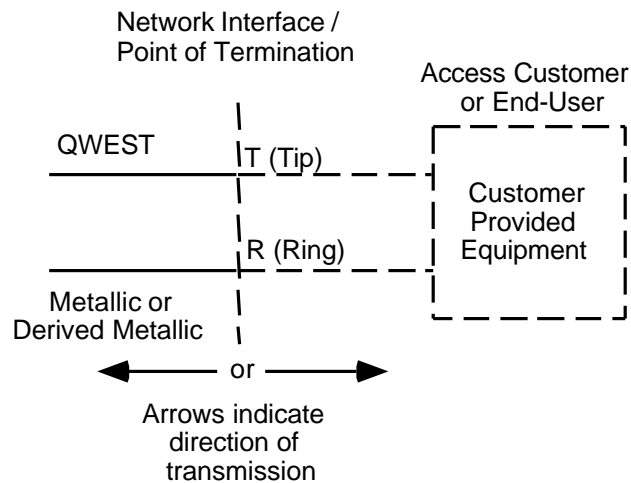 Network Interface /
Point of Termination
Access Customer
or End-User
QWEST
T (Tip)
Customer
Provided
Equipment
R (Ring)
Metallic or
Derived Metallic
or
Arrows indicate
direction of
transmission